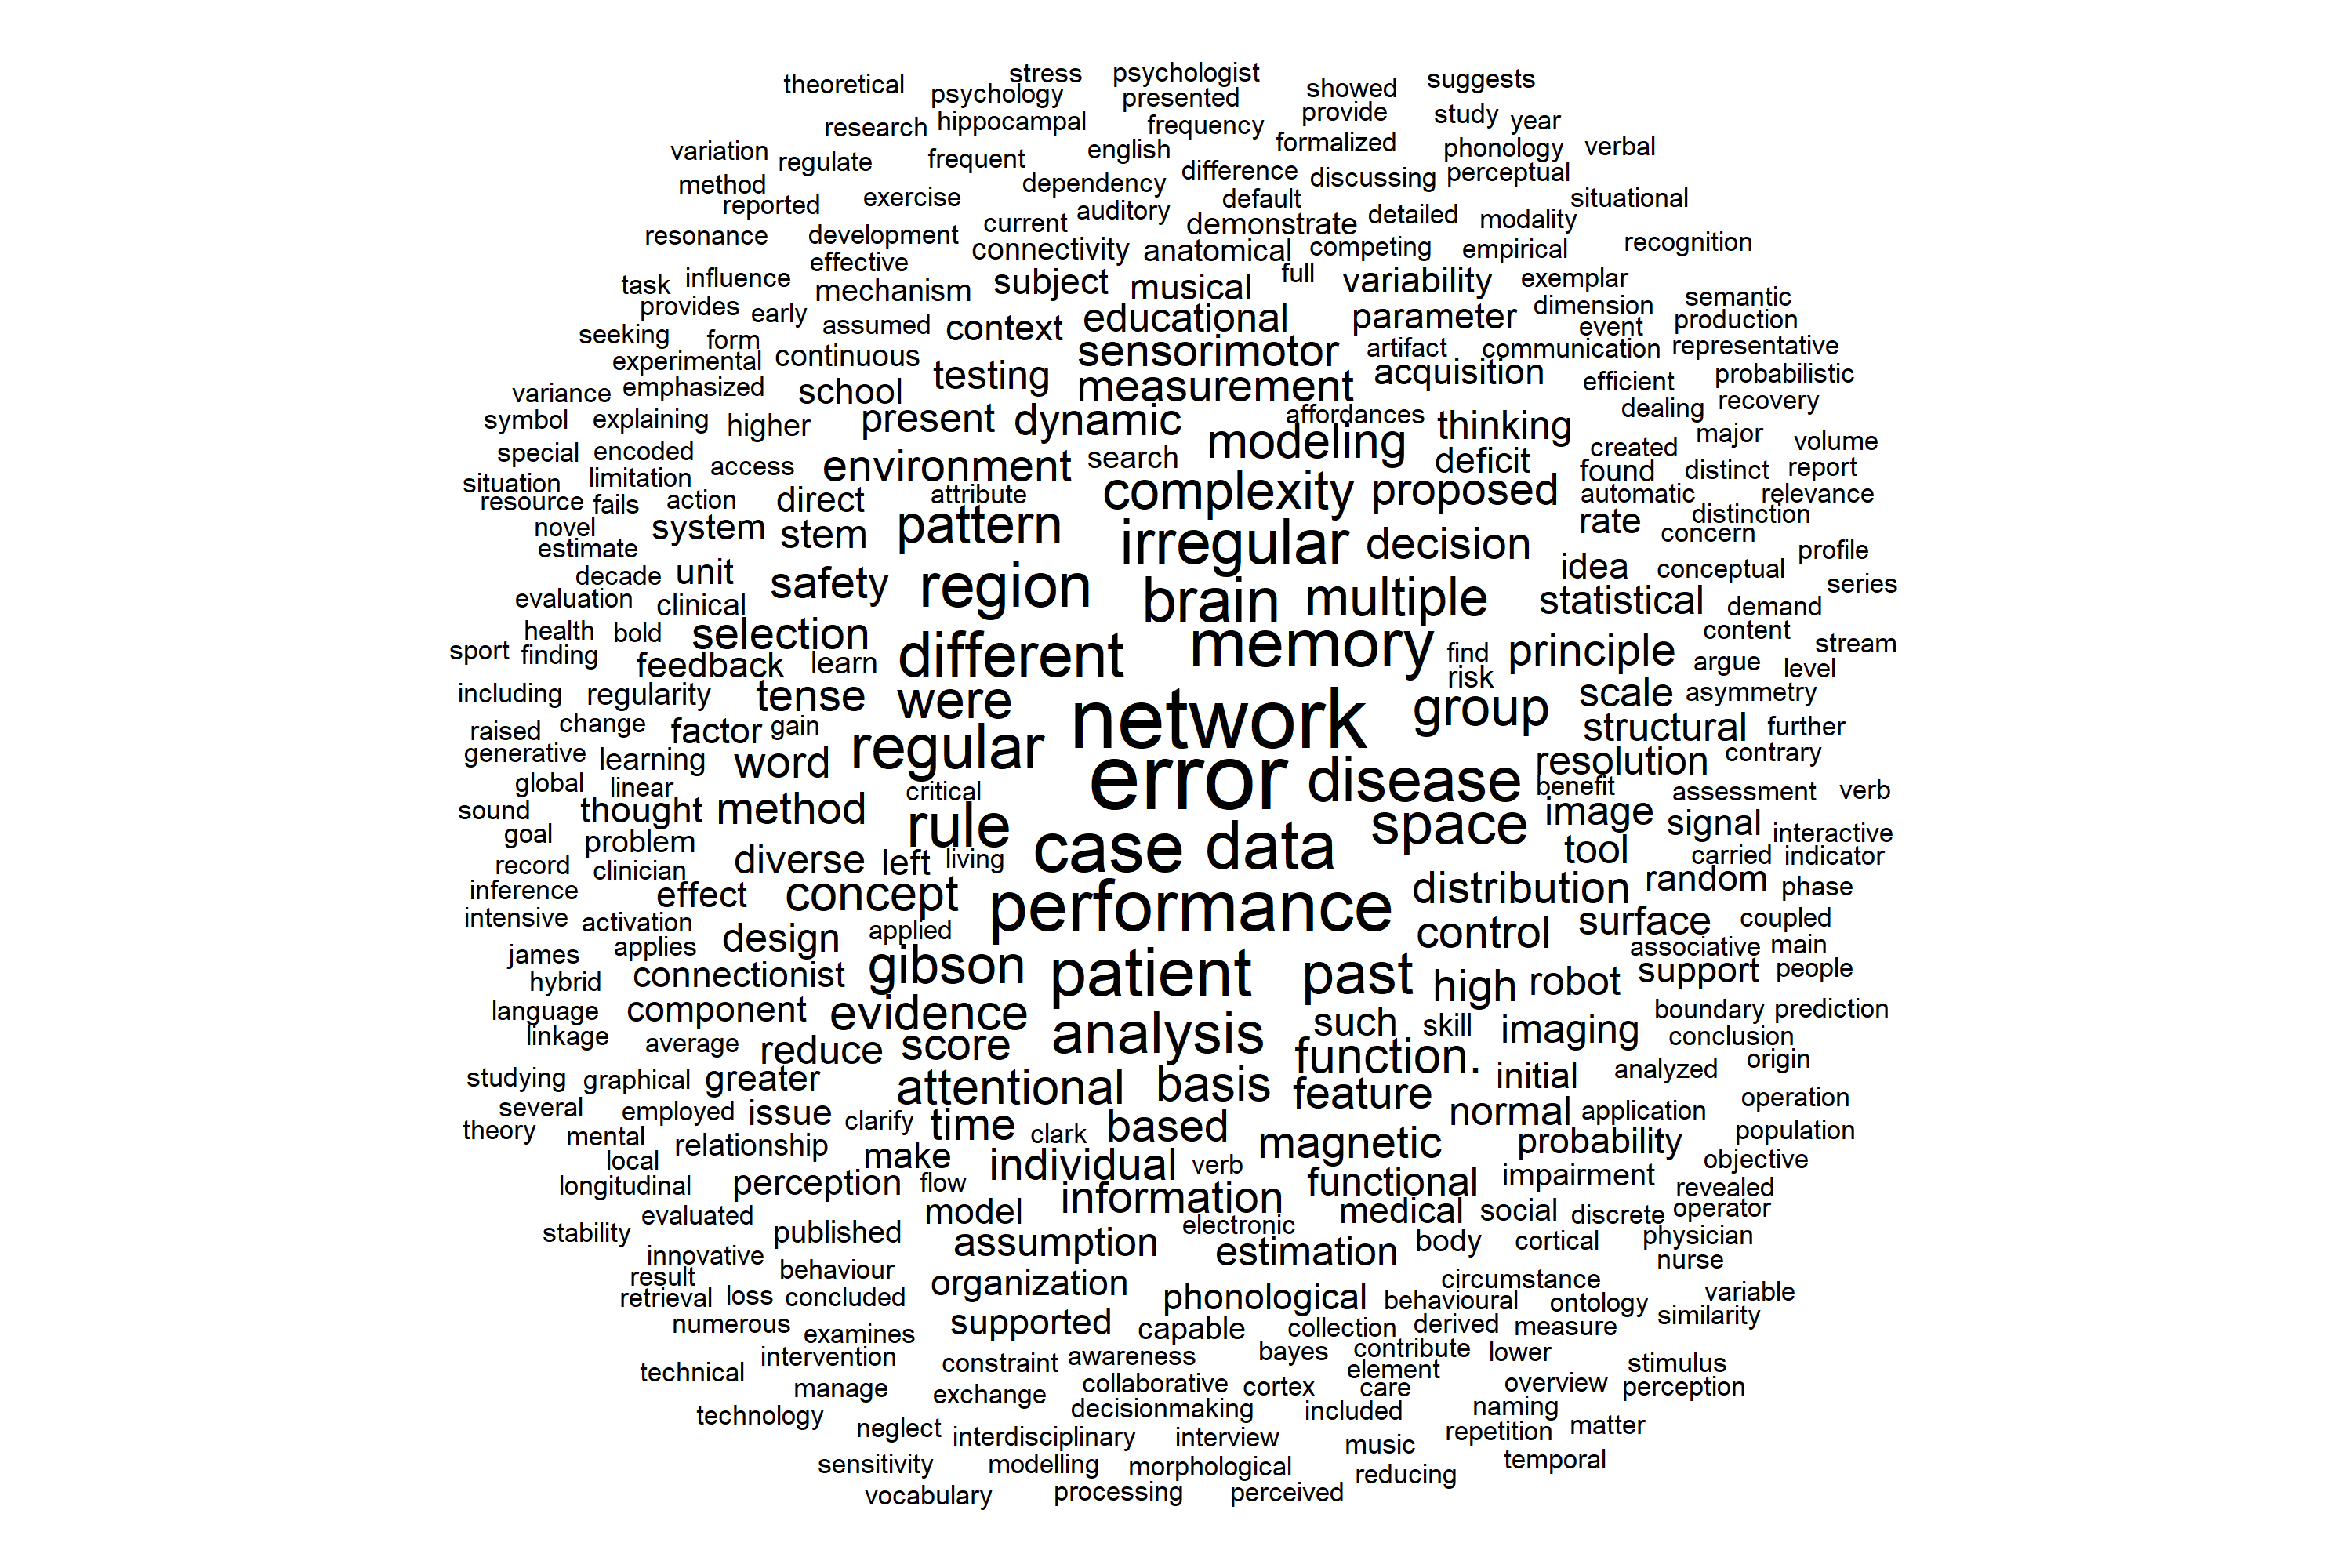 stress psychologist suggests
theoretical psychology presented showed
research hippocampal frequency provide study year
variation regulate frequent english formalized phonology verbal
method dependency difference discussing perceptual
reported exercise auditory default situational
resonance development current demonstrate detailed modality
effective connectivity anatomical competing empirical recognition
task influence mechanism subject musical full variability exemplar
provides early assumed context educational parameter dimension semantic
seeking form event production
experimental continuous sensorimotor artifact communication representative
variance emphasized school testing measurement acquisition efficient probabilistic
symbol explaining higher present dynamic affordances thinking dealing recovery
special encoded access environment search modeling deficit created major volume
situation limitation found distinct report
resource fails action direct attribute complexity proposed automatic relevance
novel system stem pattern irregular decision rate distinction
estimate concern profile
decade unit safety region brain multiple idea conceptual series
evaluation clinical statistical demand
sport health bold selection different memory find principle content stream
finding feedback learn risk argue level
including regularity tense were network group scale asymmetry
raised change factor gain regular structural further
generative learning word error disease resolution contrary
global linear critical benefit assessment verb
sound thought method rule space image signal interactive
goal problem case data tool carried indicator
record clinician diverse left living
inference effect concept performance distribution random phase
intensive activation applied control surface coupled
james applies design associative main
hybrid connectionist gibson patient past high robot support people
language component evidence analysis such skill imaging boundary prediction
linkage average reduce score function. conclusion
studying graphical greater attentional basis feature initial analyzed origin
several employed issue clarify time clark based normal application operation
theory mental relationship make individual verb magnetic probability population
local objective
longitudinal perception flow information functional impairment revealed
stability evaluated published model electronic medical social discrete operator
innovative behaviour assumption estimation body cortical physician
result nurse
retrieval loss concluded organization phonological circumstance variable
numerous examines supported capable behavioural ontology similarity
collection derived measure
technical intervention constraint awareness bayes contribute lower stimulus
manage exchange collaborative cortex element care overview perception
technology neglect decisionmaking included naming matter
interdisciplinary interview music repetition
sensitivity modelling morphological reducing temporal
vocabulary processing perceived